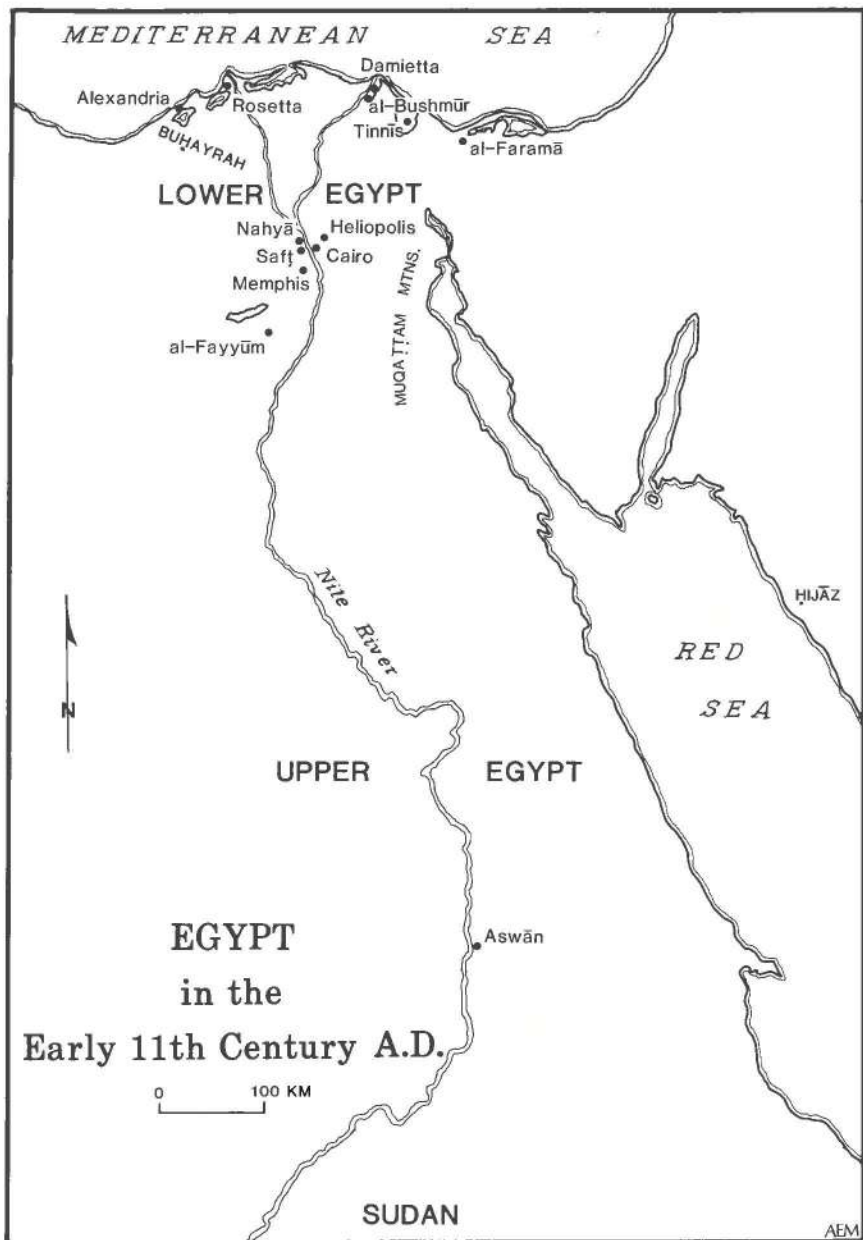 MEDITERRANEAN SEA
Damietta
Alexandria
Rosetta
al-Bushmūr
Tinnīs
BUḤAYRAH
al-Faramā
LOWER EGYPT
Nahyā
Heliopolis
Safṭ
Cairo
Memphis
MUQAṬṬAM MTNS.
al-Fayyūm
Nile River
ḤIJĀZ
RED
SEA
N
UPPER EGYPT
Aswān
EGYPT
in the
Early 11th Century A.D.
0 100 KM
SUDAN
AEM